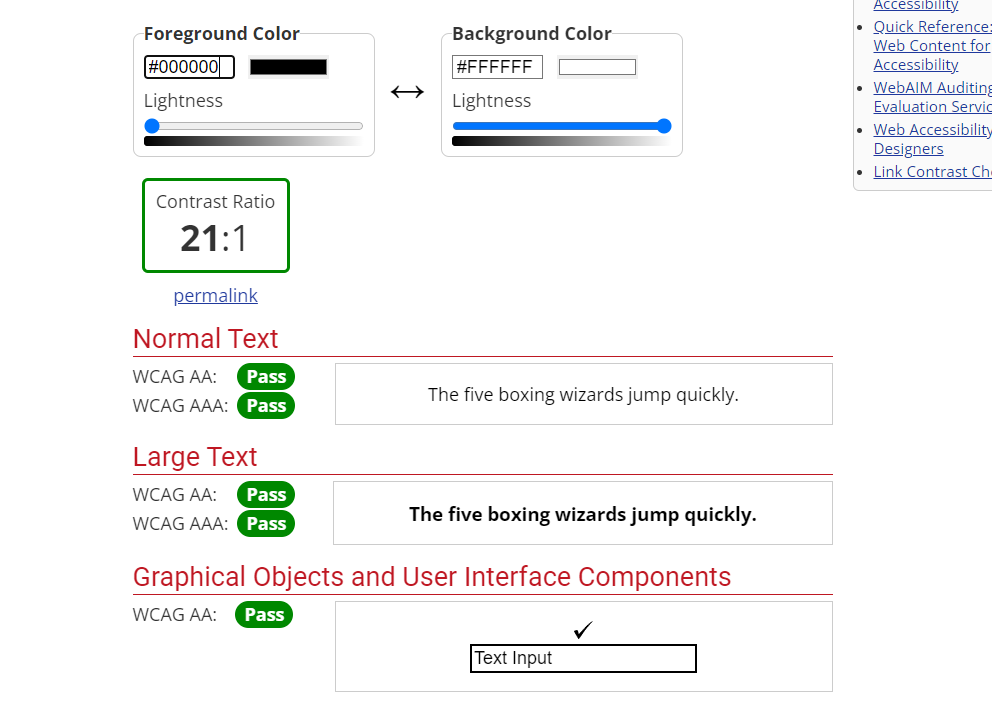 Foreground Color
#000000
Lightness
Background Color
#FFFFFF
Lightness
Contrast Ratio
21:1
permalink
Normal Text
WCAG AA: Pass
WCAG AAA: Pass
The five boxing wizards jump quickly.
Large Text
WCAG AA: Pass
WCAG AAA: Pass
The five boxing wizards jump quickly.
Graphical Objects and User Interface Components
WCAG AA: Pass
Text Input
Accessibility
Quick Reference:
Web Content for
Accessibility
WebAIM Auditing
Evaluation
Web Accessibility
Designers
Link Contrast